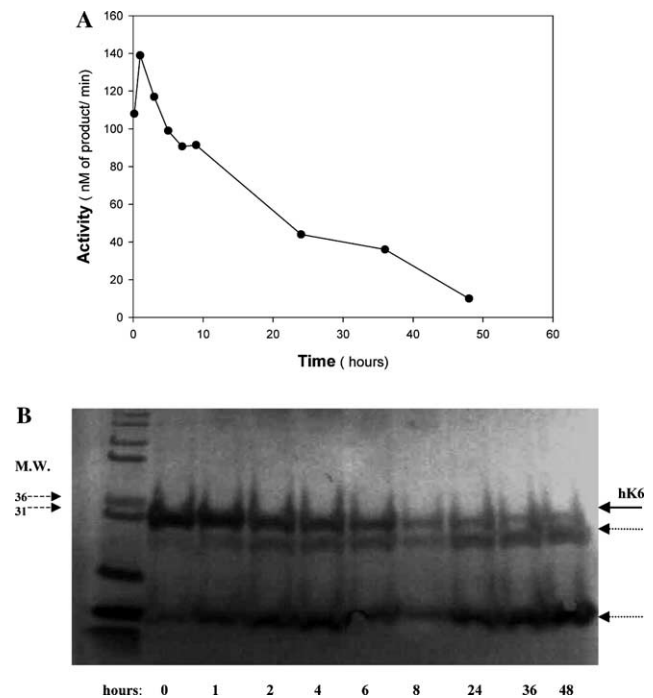 A
160
140
120
100
80
60
40
20
0
Activity ( nM of product/ min)
0 10 20 30 40 50 60
Time ( hours)
B
M.W.
36
31
hK6
hours: 0 1 2 4 6 8 24 36 48